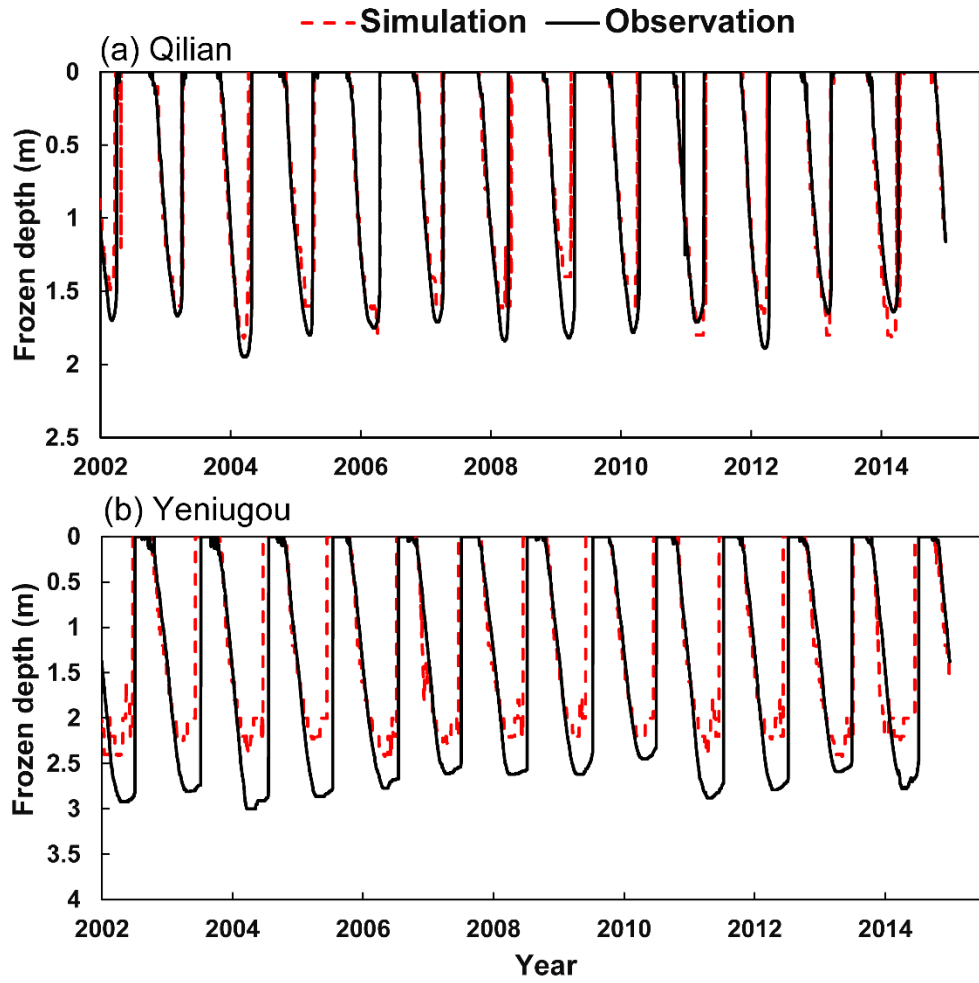 Simulation Observation
(a) Qilian
Frozen depth (m)
0
0.5
1
1.5
2
2.5
2002 2004 2006 2008 2010 2012 2014
(b) Yeniugou
Frozen depth (m)
0
0.5
1
1.5
2
2.5
3
3.5
4
2002 2004 2006 2008 2010 2012 2014
Year